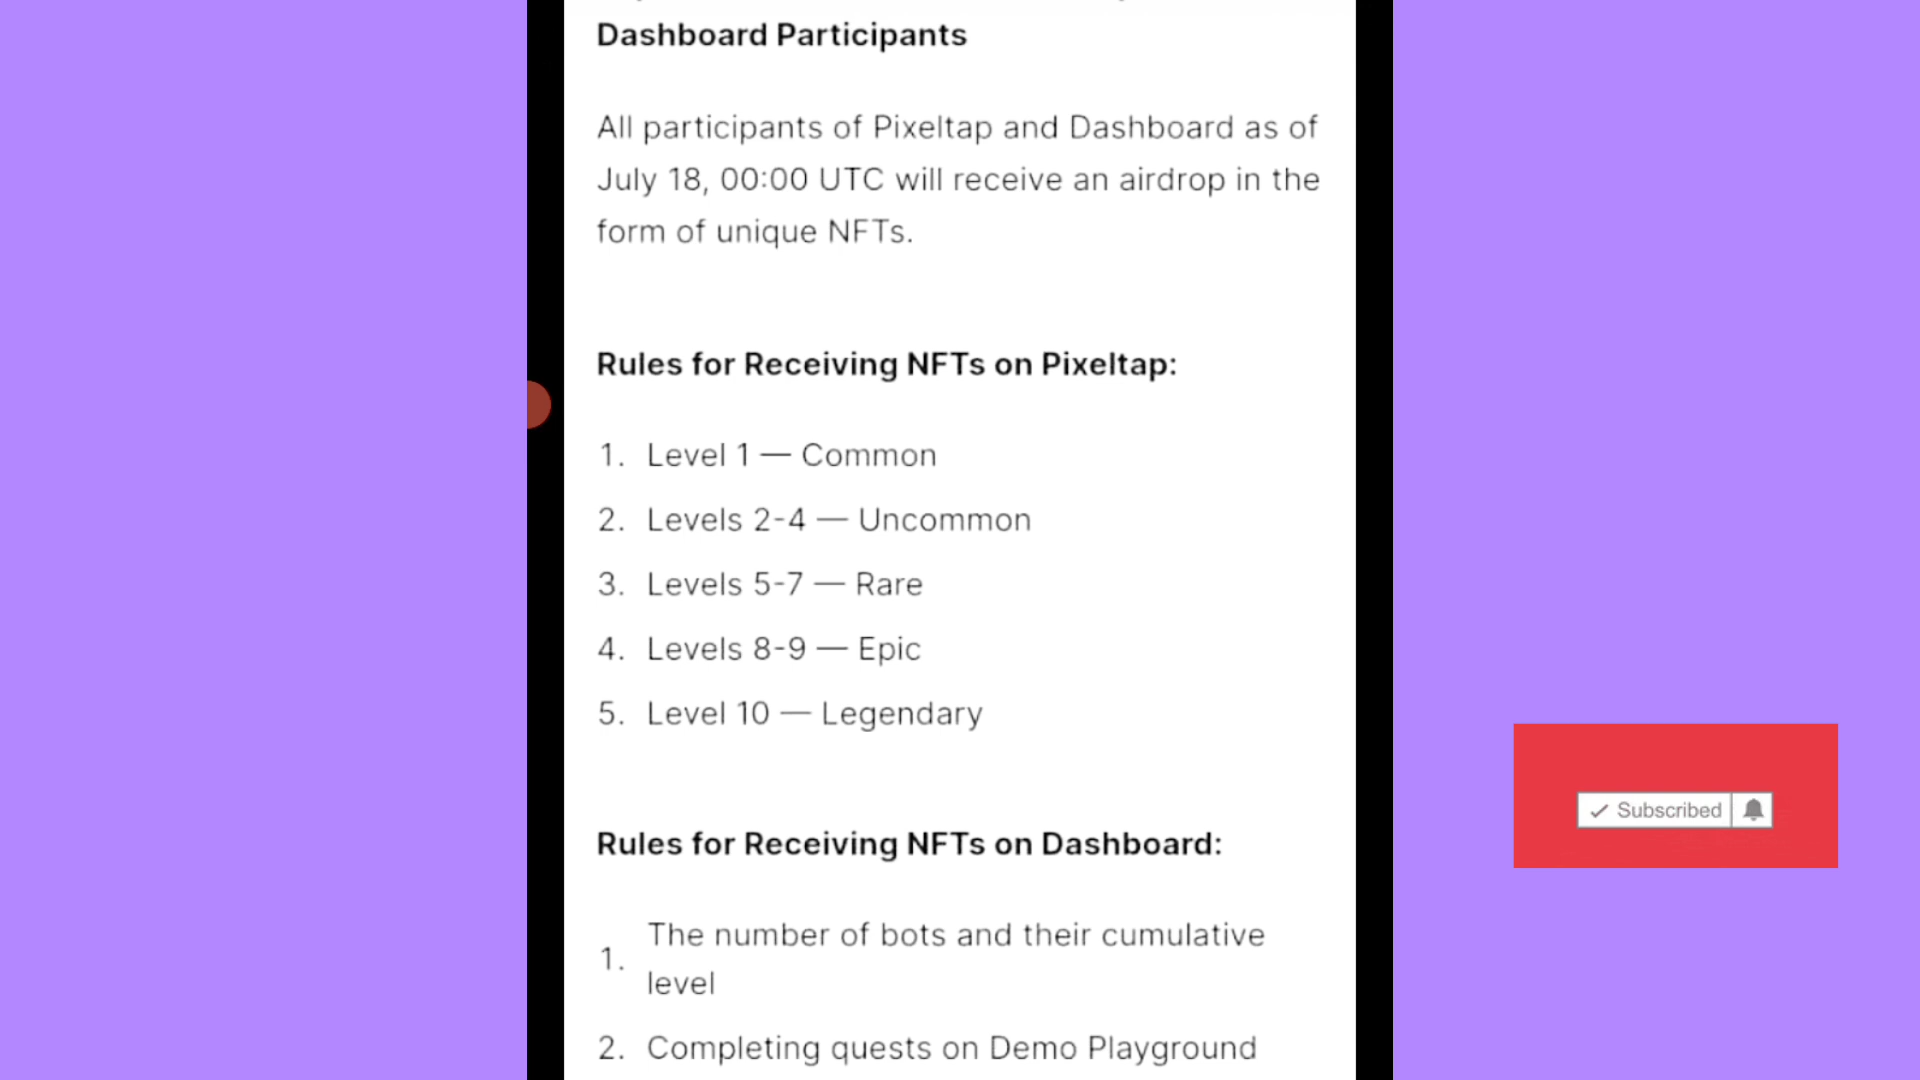 Dashboard Participants
All participants of Pixeltap and Dashboard as of
July 18, 00:00 UTC will receive an airdrop in the
form of unique NFTs.
Rules for Receiving NFTs on Pixeltap:
1. Level 1 — Common
2. Levels 2-4 — Uncommon
3. Levels 5-7 — Rare
4. Levels 8-9 — Epic
5. Level 10 — Legendary
Rules for Receiving NFTs on Dashboard:
1. The number of bots and their cumulative
level
2. Completing quests on Demo Playground
Subscribed